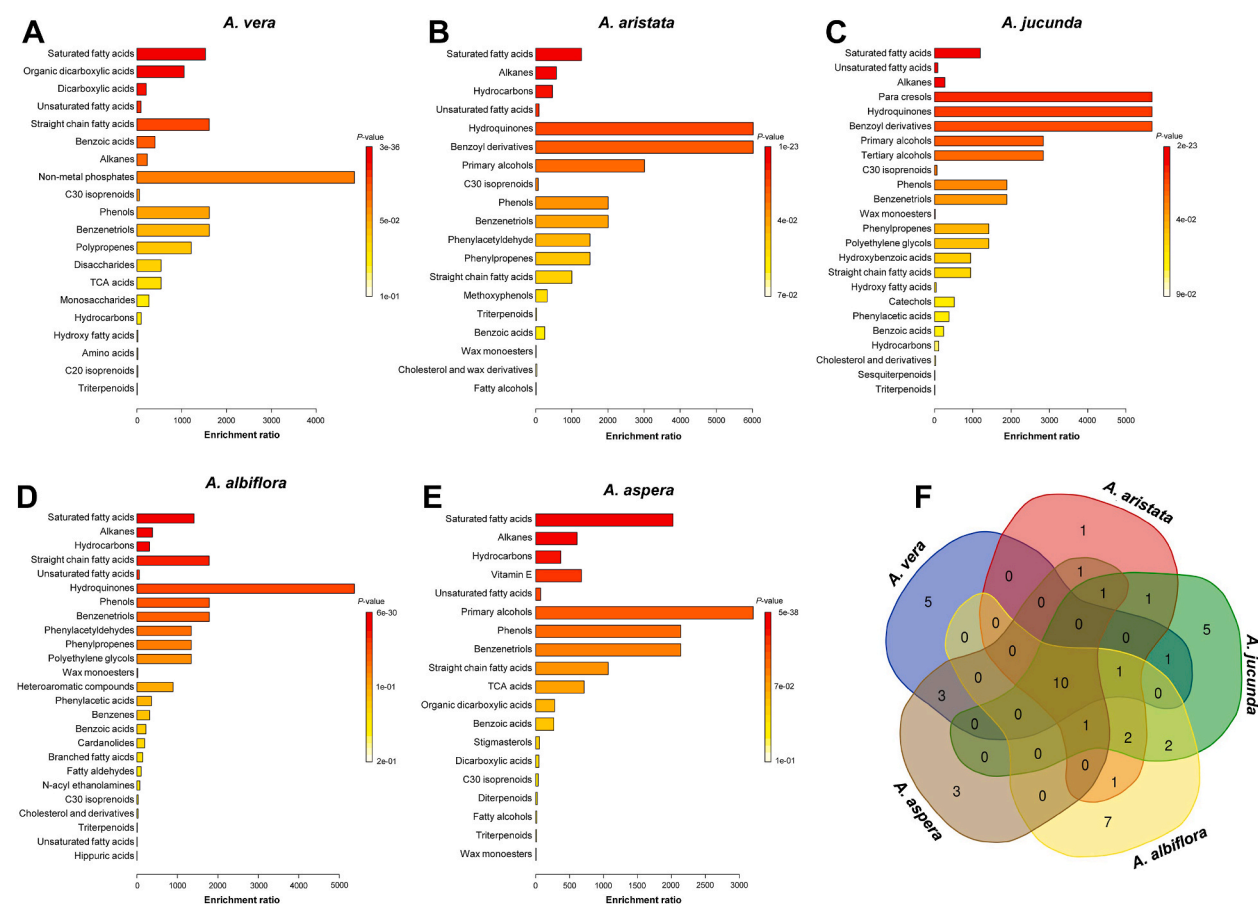 A
A. vera
Saturated fatty acids
Organic dicarboxylic acids
Dicarboxylic acids
Unsaturated fatty acids
Straight chain fatty acids
Benzoic acids
Alkanes
Non-metal phosphates
C30 isoprenoids
Phenols
Benzenetriols
Polypropenes
Disaccharides
TCA acids
Monosaccharides
Hydrocarbons
Hydroxy fatty acids
Amino acids
C20 isoprenoids
Triterpenoids
0 1000 2000 3000 4000
Enrichment ratio
P-value
3e-36
5e-02
1e-01
B
A. aristata
Saturated fatty acids
Alkanes
Hydrocarbons
Unsaturated fatty acids
Hydroquinones
Benzoyl derivatives
Primary alcohols
C30 isoprenoids
Phenols
Benzenetriols
Phenylacetyldehyde
Phenylpropenes
Straight chain fatty acids
Methoxyphenols
Triterpenoids
Benzoic acids
Wax monoesters
Cholesterol and wax derivatives
Fatty alcohols
0 1000 2000 3000 4000 5000 6000
Enrichment ratio
P-value
1e-23
4e-02
7e-02
C
A. jucunda
Saturated fatty acids
Unsaturated fatty acids
Alkanes
Para cresols
Hydroquinones
Benzoyl derivatives
Primary alcohols
Tertiary alcohols
C30 isoprenoids
Phenols
Benzenetriols
Wax monoesters
Phenylpropenes
Polyethylene glycols
Hydroxybenzoic acids
Straight chain fatty acids
Hydroxy fatty acids
Catechols
Phenylacetic acids
Benzoic acids
Hydrocarbons
Cholesterol and derivatives
Sesquiterpenoids
Triterpenoids
0 1000 2000 3000 4000 5000
Enrichment ratio
P-value
2e-23
4e-02
9e-02
D
A. albiflora
Saturated fatty acids
Alkanes
Hydrocarbons
Straight chain fatty acids
Unsaturated fatty acids
Hydroquinones
Phenols
Benzenetriols
Phenylacetyldehydes
Phenylpropenes
Polyethylene glycols
Wax monoesters
Heteroaromatic compounds
Phenylacetic acids
Benzenes
Benzoic acids
Cardanolides
Branched fatty acids
Fatty aldehydes
N-acyl ethanolamines
C30 isoprenoids
Cholesterol and derivatives
Triterpenoids
Unsaturated fatty acids
Hippuric acids
0 1000 2000 3000 4000 5000
Enrichment ratio
P-value
6e-30
1e-01
2e-01
E
A. aspera
Saturated fatty acids
Alkanes
Hydrocarbons
Vitamin E
Unsaturated fatty acids
Primary alcohols
Phenols
Benzenetriols
Straight chain fatty acids
TCA acids
Organic dicarboxylic acids
Benzoic acids
Stigmasterols
Dicarboxylic acids
C30 isoprenoids
Diterpenoids
Fatty alcohols
Triterpenoids
Wax monoesters
0 500 1000 1500 2000 2500 3000
Enrichment ratio
P-value
5e-38
7e-02
1e-01
F
A. aristata
A. vera
A. jucunda
A. aspera
A. albiflora
1
0 1
5 0 1 1 5
0 0 0 0 1
0 10 1 0
3 0
0 0 1 2 2
0 0 0
3 0 1
7